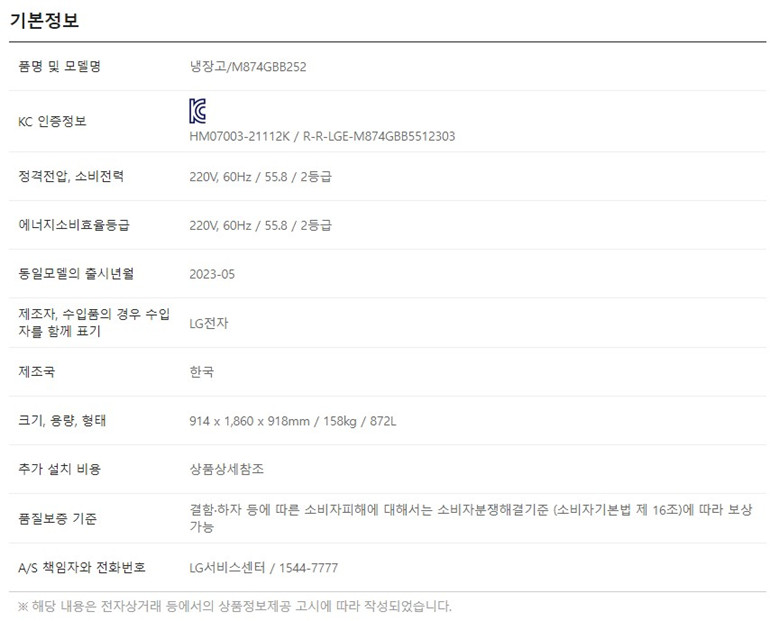 기본정보
품명 및 모델명
냉장고/M874GBB252
KC 인증정보
HM07003-21112K / R-R-LGE-M874GBB5512303
정격전압, 소비전력
220V, 60Hz / 55.8 / 2등급
에너지소비효율등급
220V, 60Hz / 55.8 / 2등급
동일모델의 출시년월
2023-05
제조자, 수입품의 경우 수입
자를 함께 표기
LG전자
제조국
한국
크기, 용량, 형태
914 x 1,860 x 918mm / 158kg / 872L
추가 설치 비용
상품상세참조
품질보증 기준
결함·하자 등에 따른 소비자피해에 대해서는 소비자분쟁해결기준 (소비자기본법 제 16조)에 따라 보상
가능
A/S 책임자와 전화번호
LG서비스센터 / 1544-7777
※ 해당 내용은 전자상거래 등에서의 상품정보제공 고시에 따라 작성되었습니다.